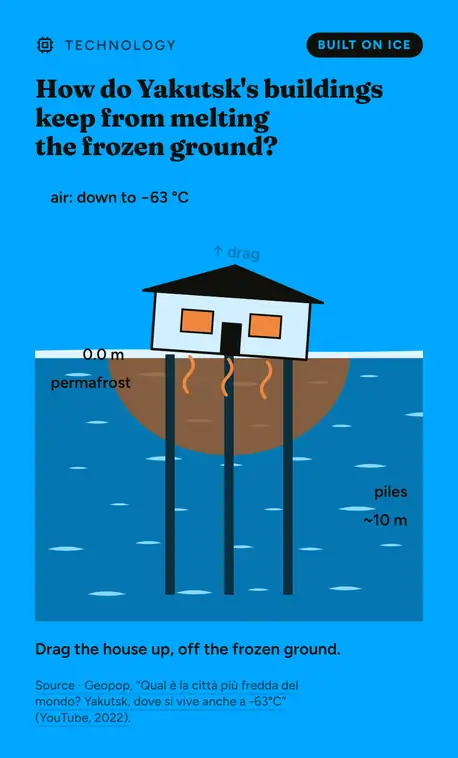 TECHNOLOGY
BUILT ON ICE
How do Yakutsk's buildings
keep from melting
the frozen ground?
air: down to −63 °C
↑ drag
0.0 m
permafrost
piles
~10 m
Drag the house up, off the frozen ground.
Source · Geopop, “Qual è la città più fredda del
mondo? Yakutsk, dove si vive anche a -63°C”
(YouTube, 2022).